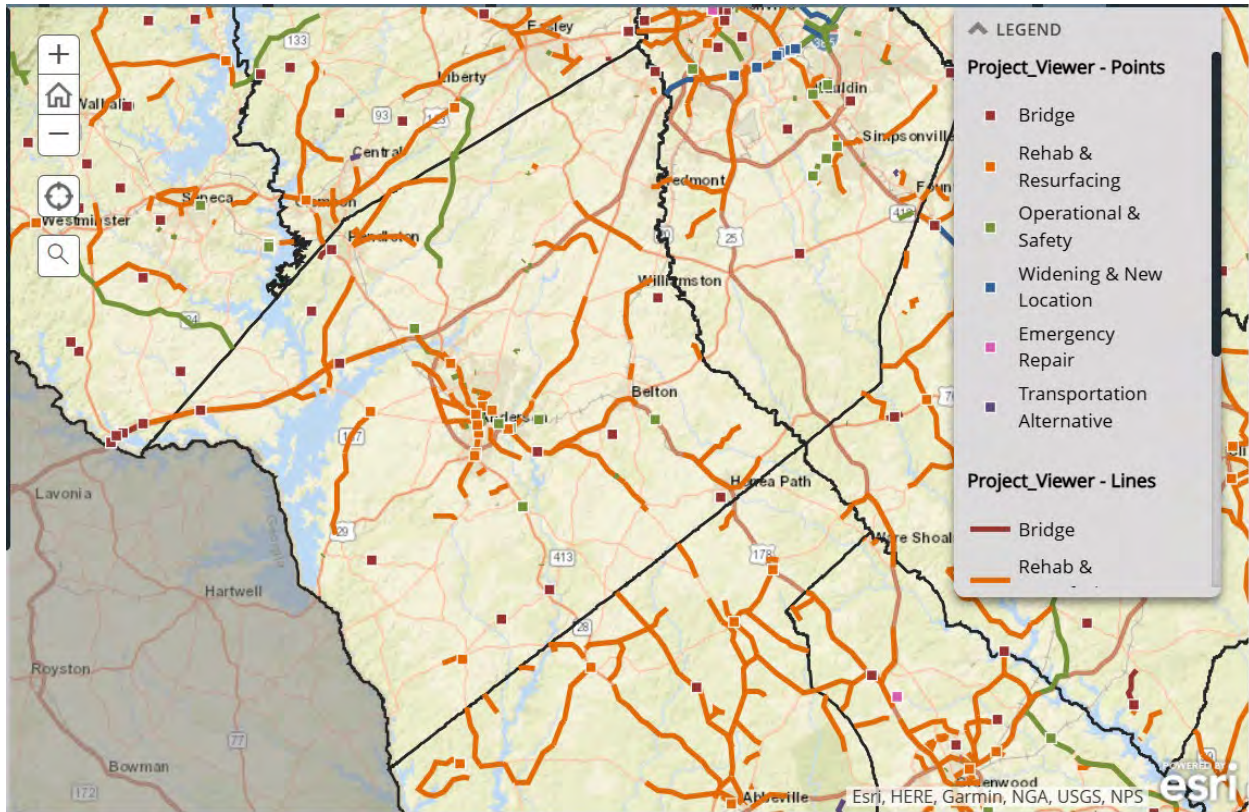 133
Easley
385
LEGEND
Project_Viewer - Points
Liberty
Walhalla
93
123
Mauldin
Bridge
Simpsonville
Central
Rehab &
Resurfacing
Piedmont
Seneca
Clemson
Westminster
Operational &
Safety
Pendleton
25
Williamston
Widening & New
Location
24
Emergency
Repair
Belton
Transportation
Alternative
Anderson
187
Honea Path
Project_Viewer - Lines
Lavonia
Georgia
29
Ware Shoals
Bridge
413
178
Rehab &
Hartwell
28
Royston
77
Bowman
172
Greenwood
Abbeville
Esri, HERE, Garmin, NGA, USGS, NPS
POWERED BY
esri